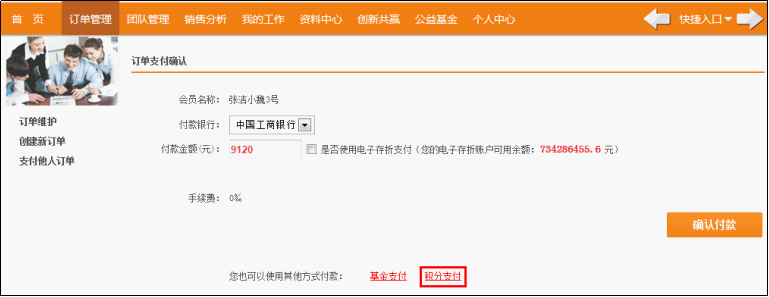 首 页 订单管理 团队管理 销售分析 我的工作 资料中心 创新共赢 公益基金 个人中心 快捷入口
订单支付确认
订单维护
创建新订单
支付他人订单
会员名称： 张洁小魏3号
付款银行： 中国工商银行
付款金额(元)： 9120 是否使用电子存折支付（您的电子存折账户可用余额：734286455.6 元）
手续费： 0‰
确认付款
您也可以使用其他方式付款： 基金支付 积分支付